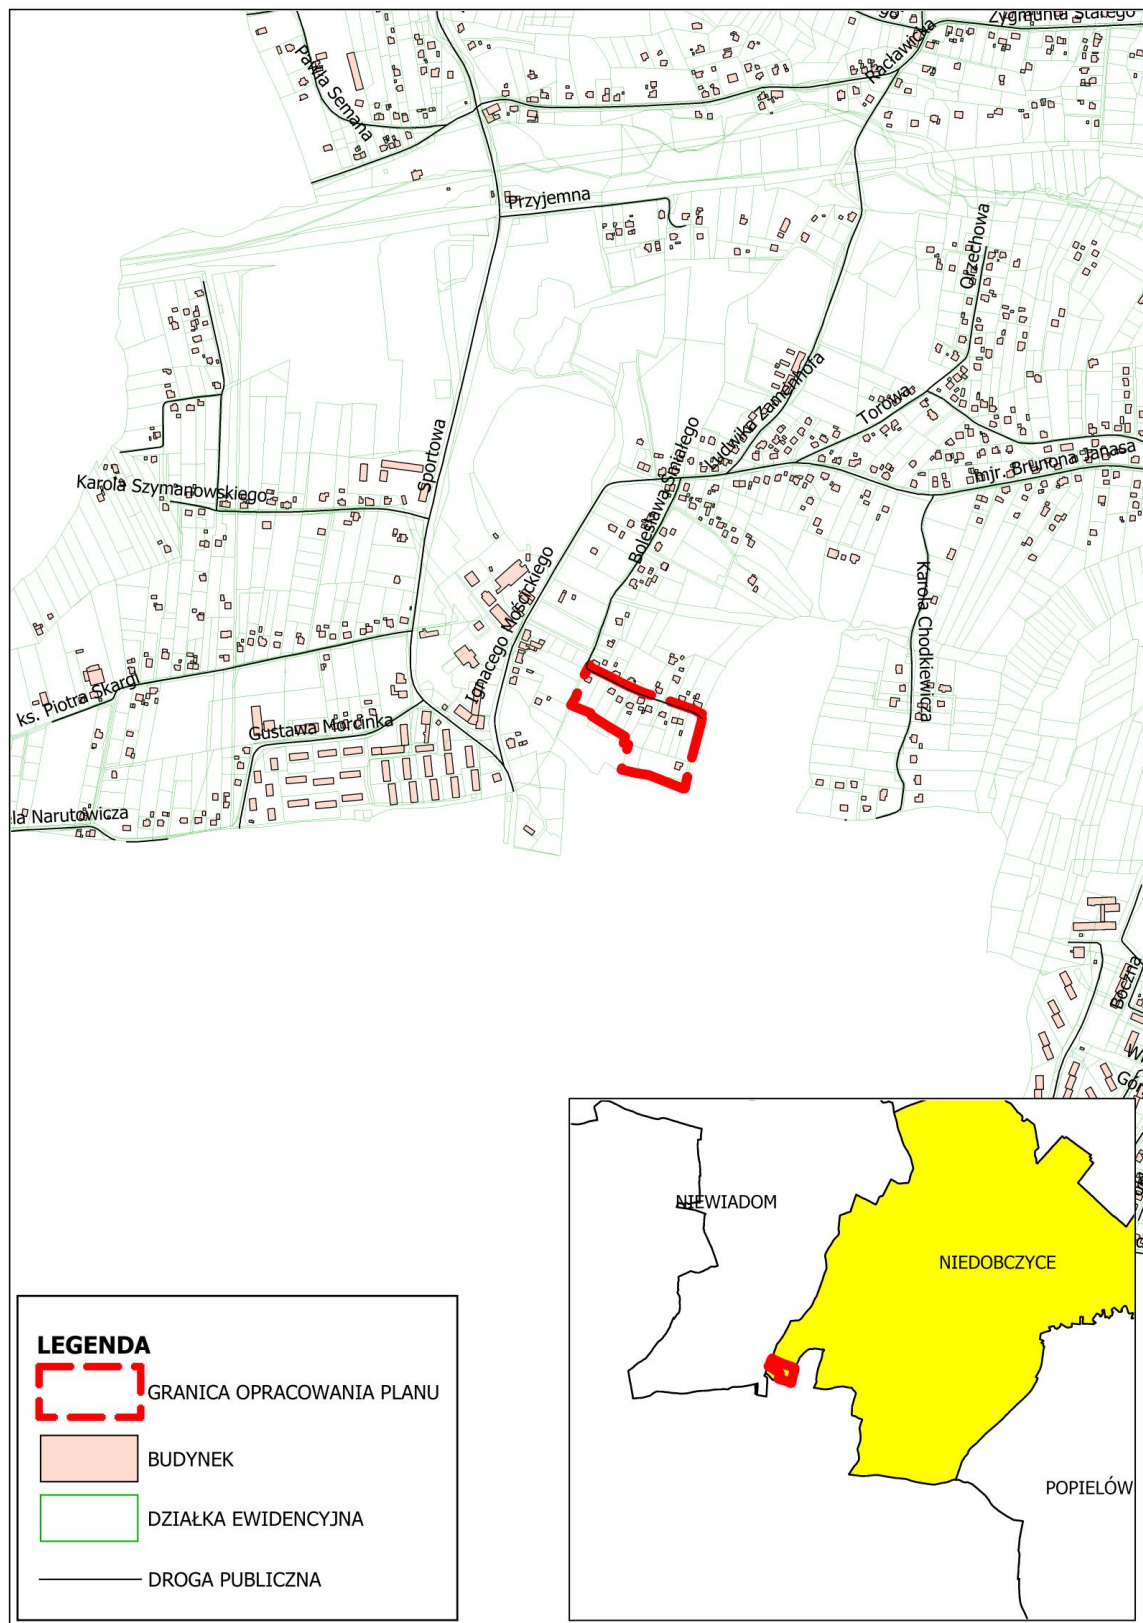 Zygmunta Starego
Racławicka
Pawła Semana
Przyjemna
Orzechowa
Ludwika Zamenhofa
Torowa
Sportowa
Bolesława Śmiałego
mjr. Brunona Janasa
Karola Szymanowskiego
Ignacego Mościckiego
Karola Chodkiewicza
ks. Piotra Skargi
Gustawa Morcinka
la Narutowicza
Boczna
Gór
NIEWIADOM
NIEDOBCZYCE
POPIELÓW
LEGENDA
GRANICA OPRACOWANIA PLANU
BUDYNEK
DZIAŁKA EWIDENCYJNA
DROGA PUBLICZNA